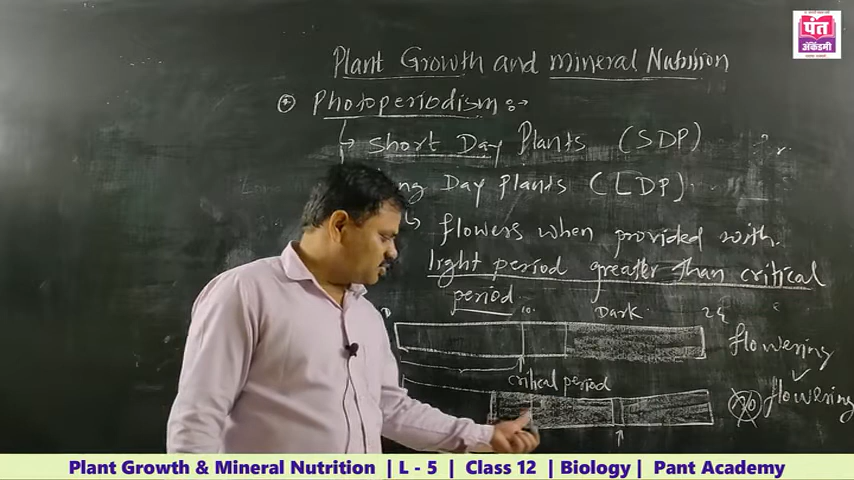 पंत
अकॅडमी
Plant Growth and mineral Nutrition
Photoperiodism :→
Short Day Plants (SDP)
ng Day Plants (LDP)
flowers when provided with
light period greater than critical
period
10
Dark
24
flowering
critical period
no flowering
Plant Growth & Mineral Nutrition | L - 5 | Class 12 | Biology | Pant Academy